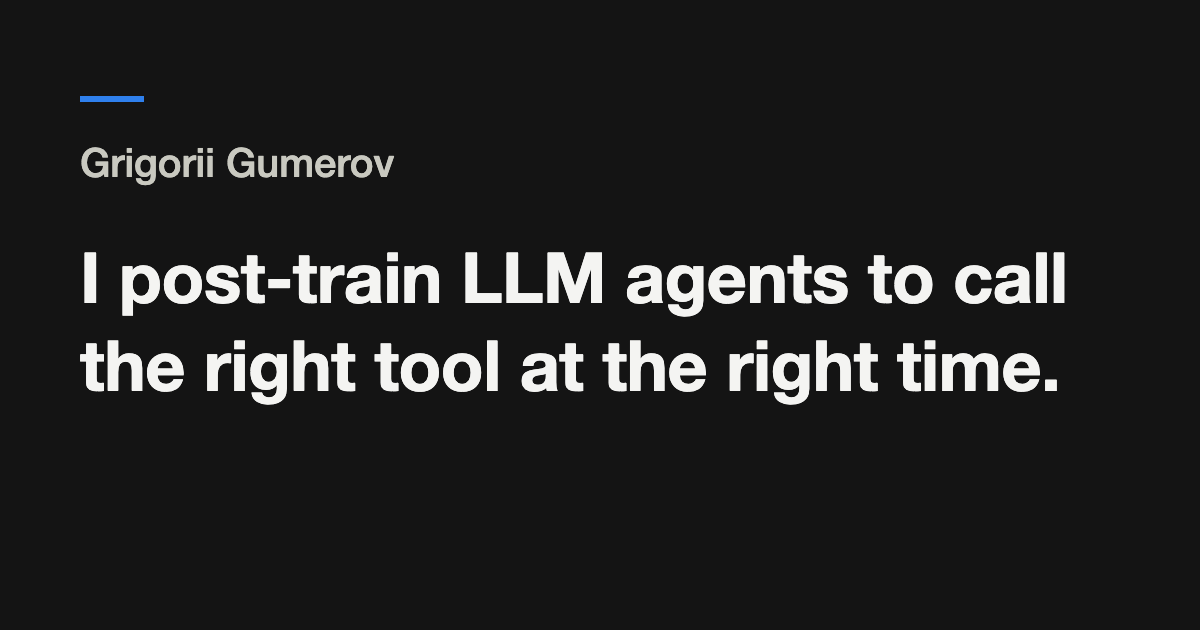 Grigorii Gumerov
I post-train LLM agents to call
the right tool at the right time.